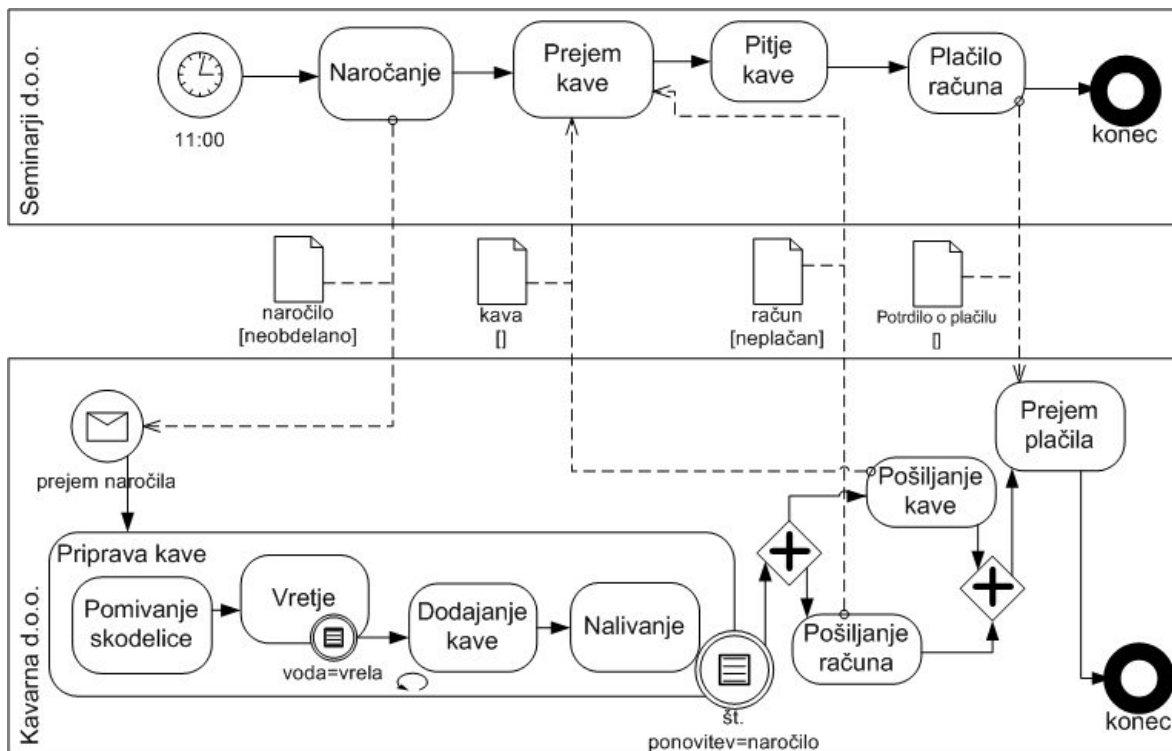 Seminarji d.o.o.
11:00
Naročanje
Prejem
kave
Pitje
kave
Plačilo
računa
konec
naročilo
[neobdelano]
kava
[]
račun
[neplačan]
Potrdilo o plačilu
[]
Kavarna d.o.o.
prejem naročila
Priprava kave
Pomivanje
skodelice
Vretje
voda=vrela
Dodajanje
kave
Nalivanje
št.
ponovitev=naročilo
Pošiljanje
kave
Pošiljanje
računa
Prejem
plačila
konec